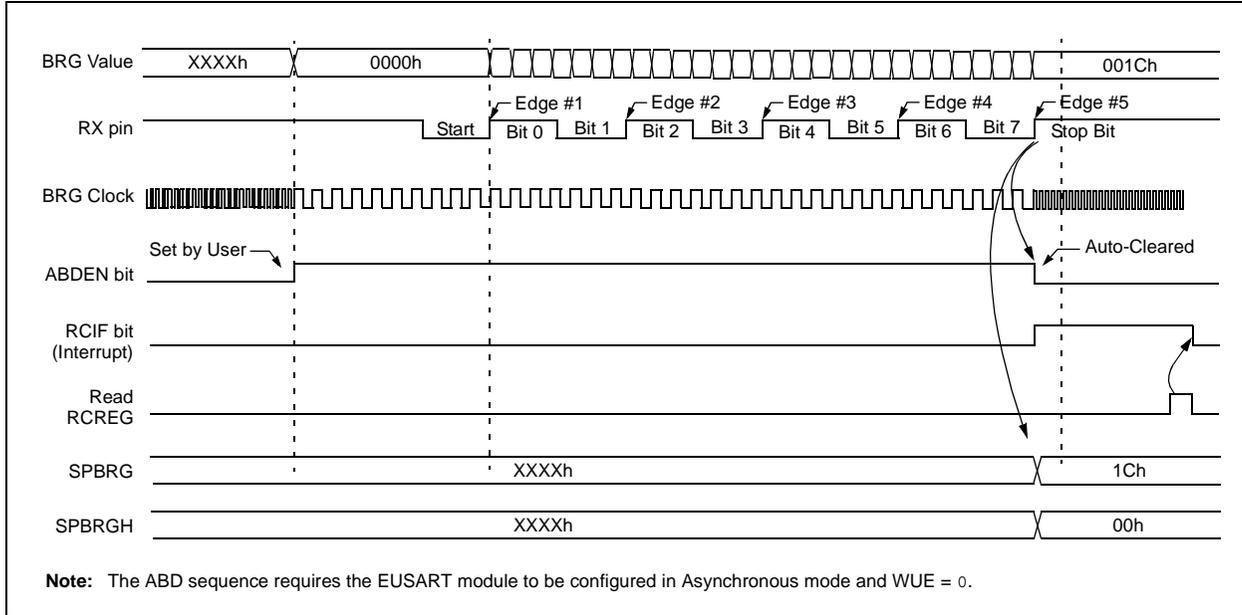 BRG Value XXXXh 0000h 001Ch
Edge #1 Edge #2 Edge #3 Edge #4 Edge #5
RX pin Start Bit 0 Bit 1 Bit 2 Bit 3 Bit 4 Bit 5 Bit 6 Bit 7 Stop Bit
BRG Clock
Set by User Auto-Cleared
ABDEN bit
RCIF bit
(Interrupt)
Read
RCREG
SPBRG XXXXh 1Ch
SPBRGH XXXXh 00h
Note: The ABD sequence requires the EUSART module to be configured in Asynchronous mode and WUE = 0.